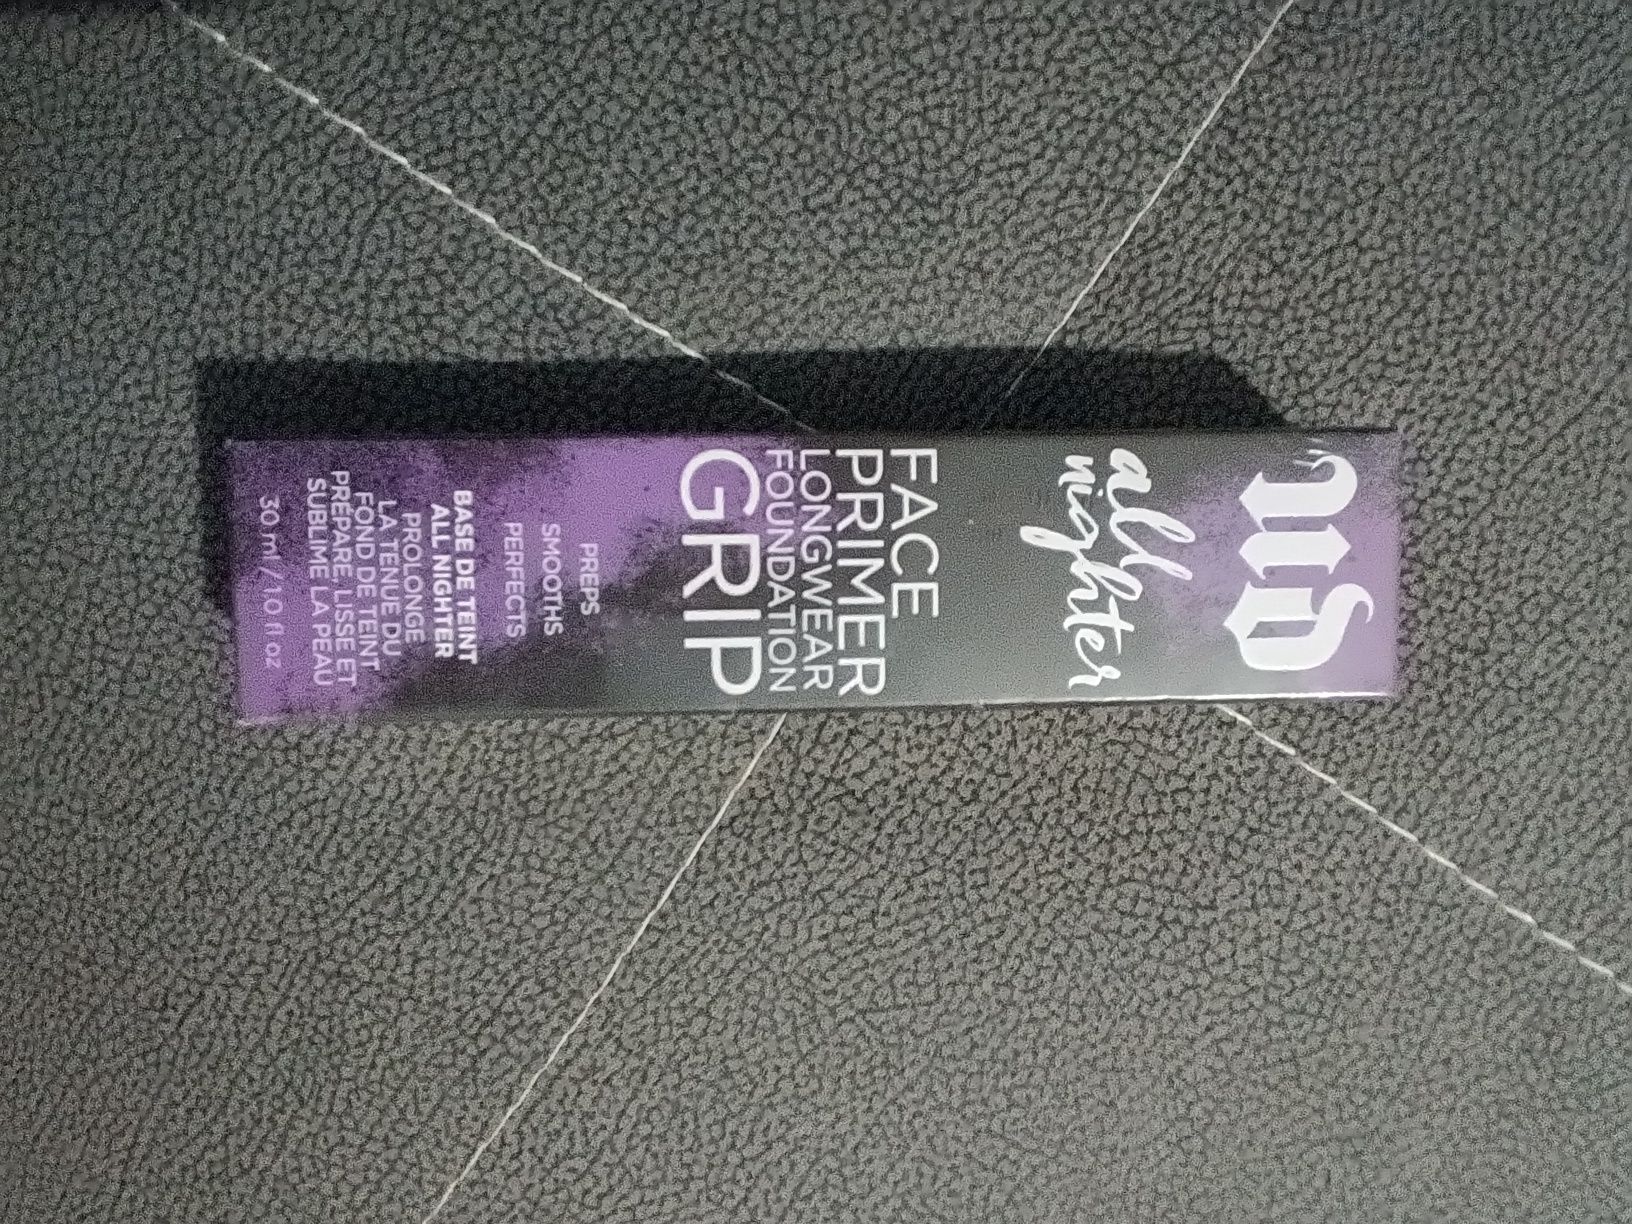 UD
all
nighter
FACE
PRIMER
LONGWEAR
FOUNDATION
GRIP
PREPS
SMOOTHS
PERFECTS
BASE DE TEINT
ALL NIGHTER
PROLONGE
LA TENUE DU
FOND DE TEINT
PRÉPARE, LISSE ET
SUBLIME LA PEAU
30 ml / 1.0 fl oz